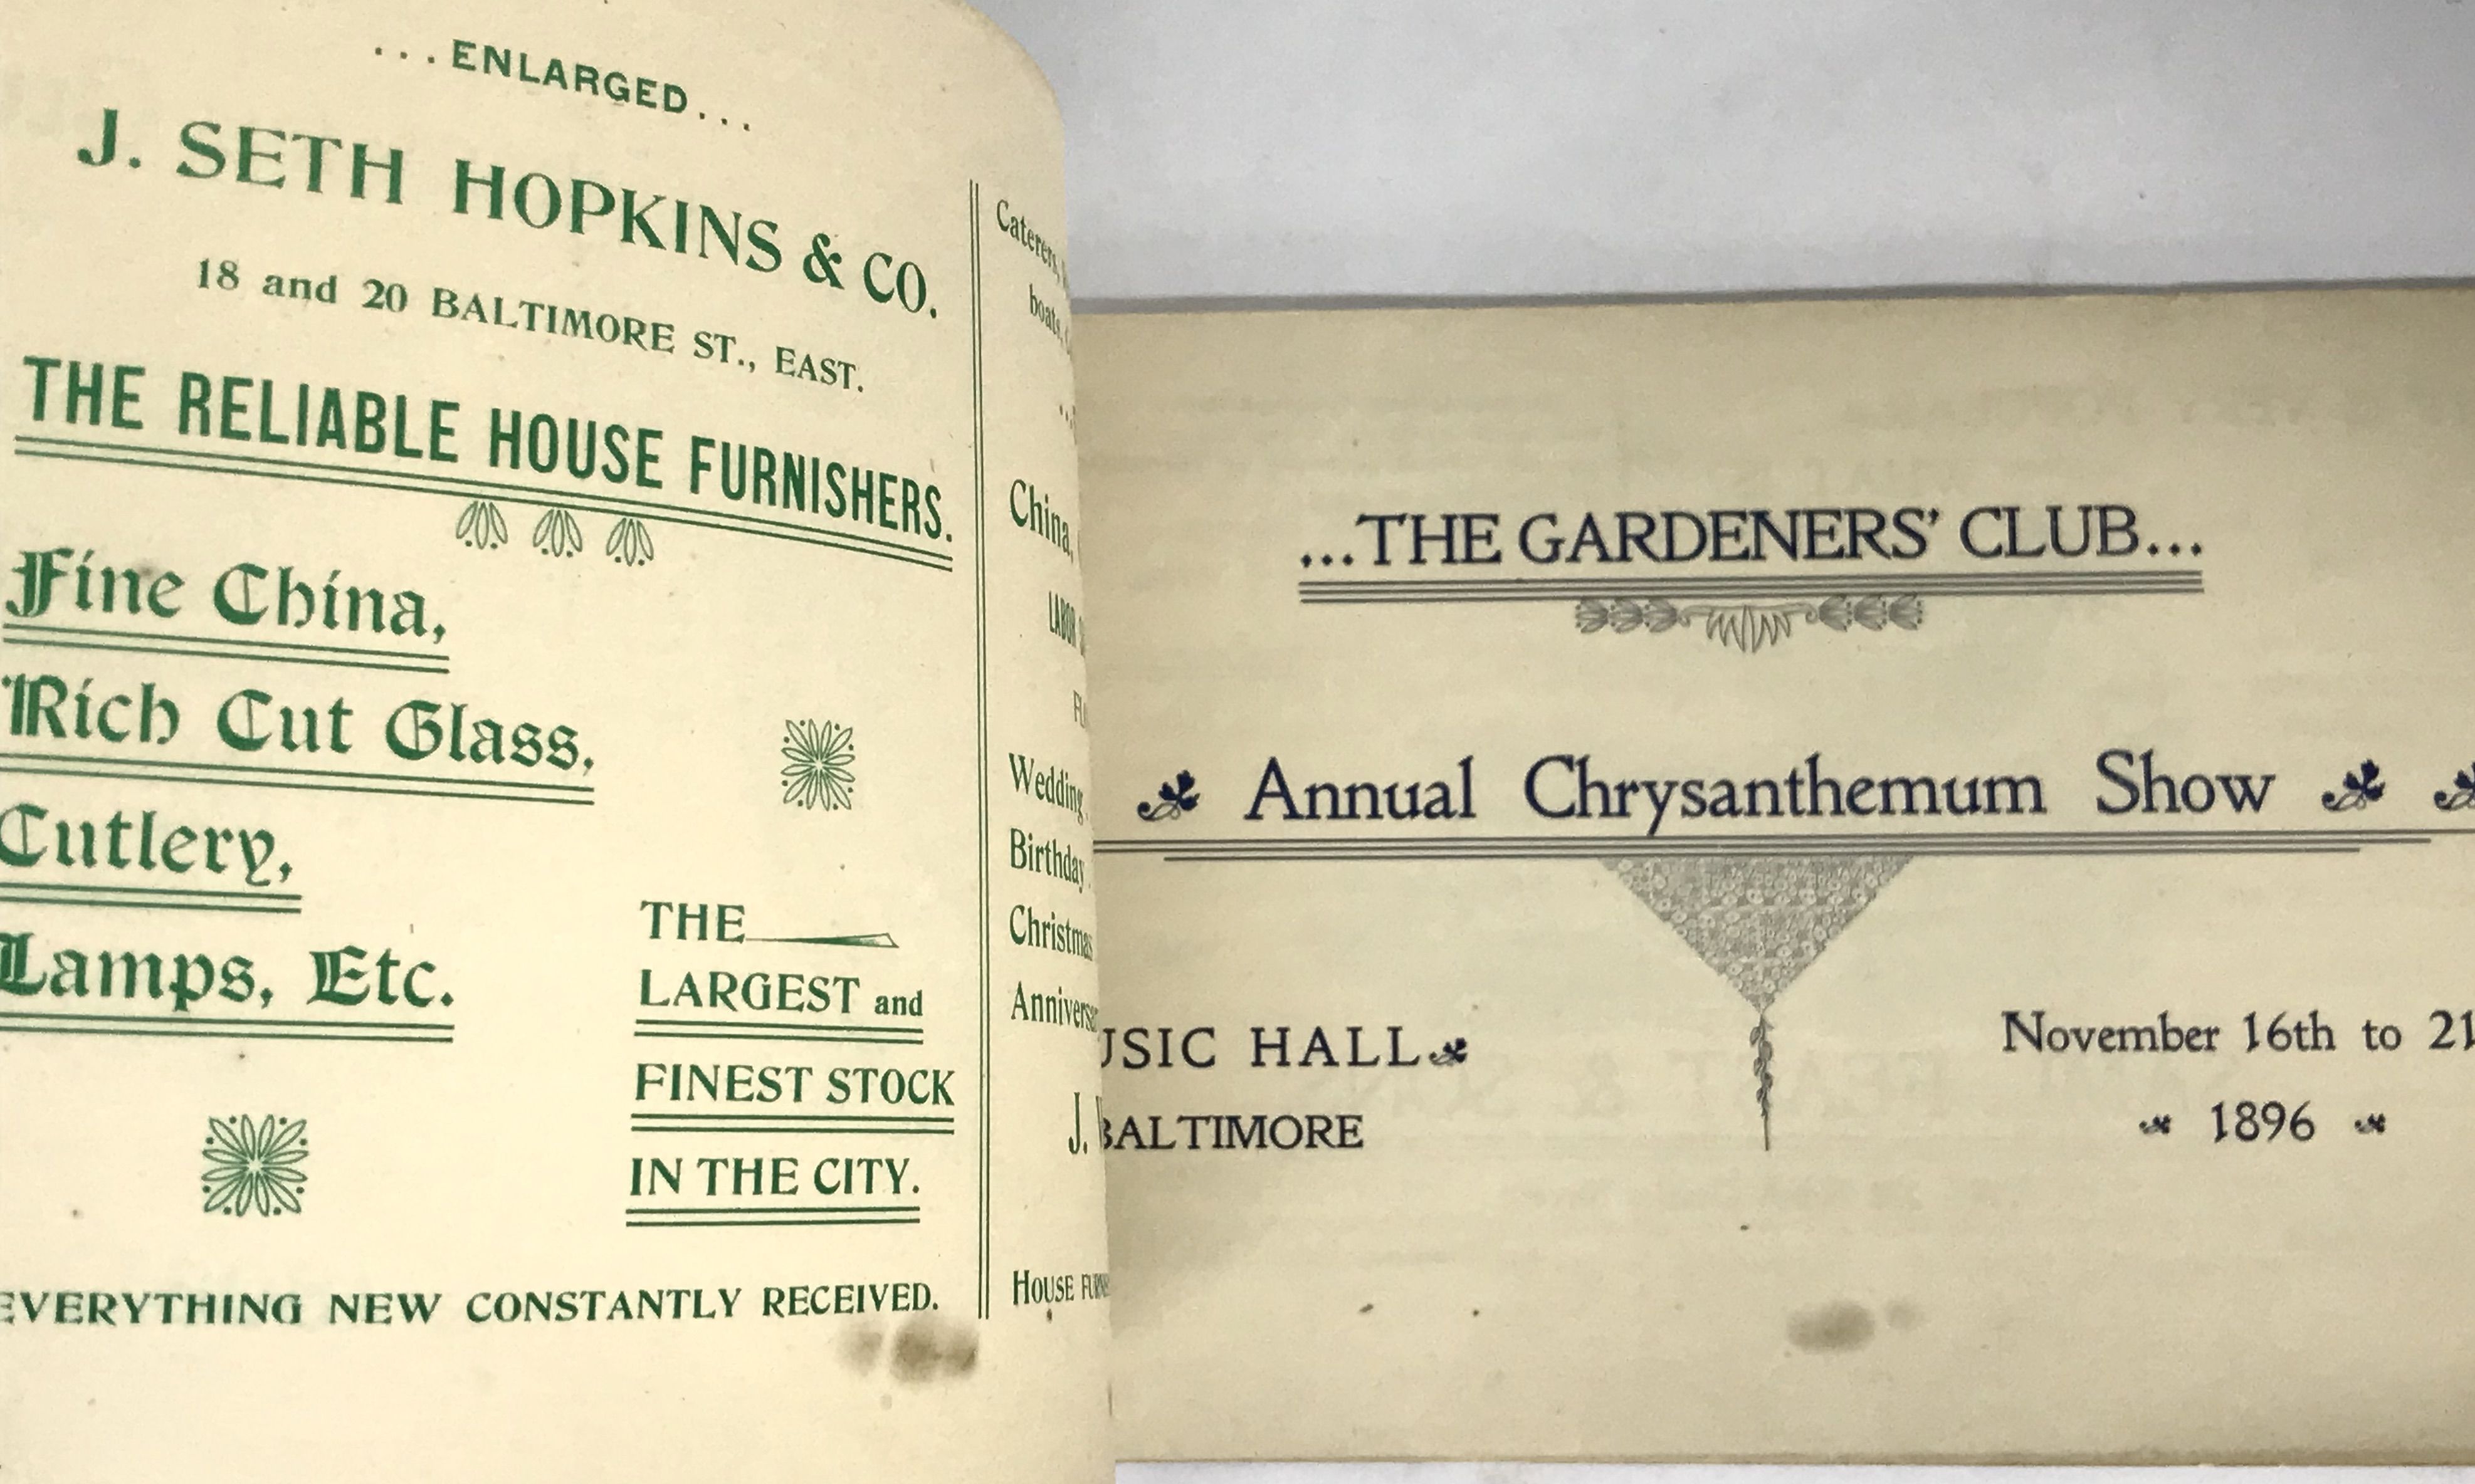 ...ENLARGED...
J. SETH HOPKINS & CO.
18 and 20 BALTIMORE ST., EAST.
THE RELIABLE HOUSE FURNISHERS.
Fine China,
Rich Cut Glass,
Cutlery,
Lamps, Etc.
THE
LARGEST and
FINEST STOCK
IN THE CITY.
EVERYTHING NEW CONSTANTLY RECEIVED.
Caterers,
boats,
China,
LABOR
Wedding
Birthday
Christmas
J.
HOUSE
...THE GARDENERS' CLUB...
Annual Chrysanthemum Show
USIC HALL
BALTIMORE
November 16th to 21
1896